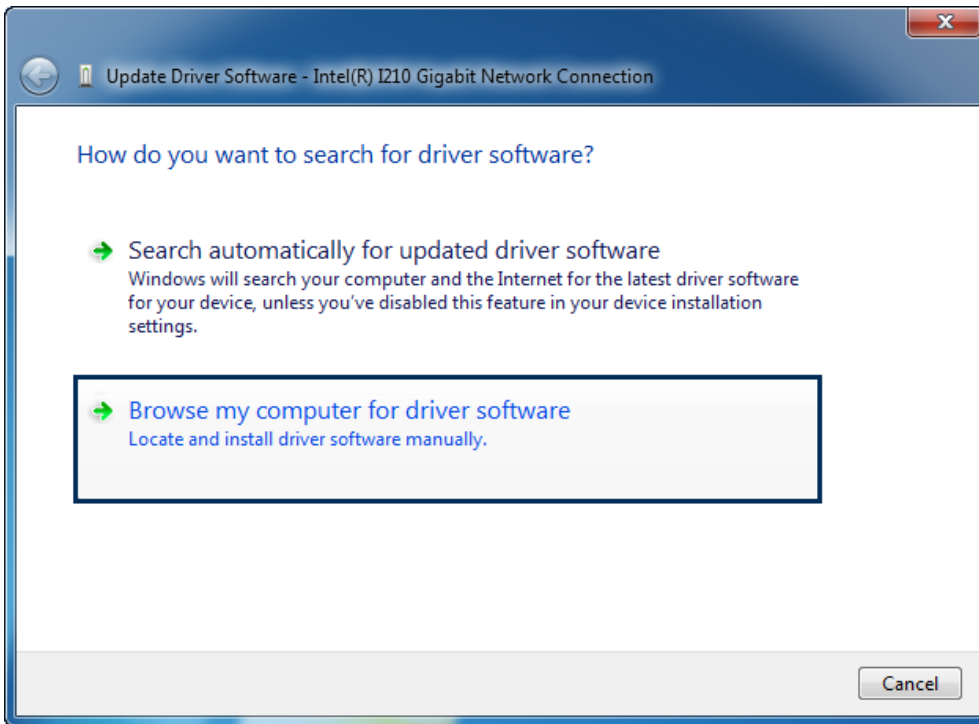 Update Driver Software - Intel(R) I210 Gigabit Network Connection
How do you want to search for driver software?
Search automatically for updated driver software
Windows will search your computer and the Internet for the latest driver software
for your device, unless you've disabled this feature in your device installation
settings.
Browse my computer for driver software
Locate and install driver software manually.
Cancel